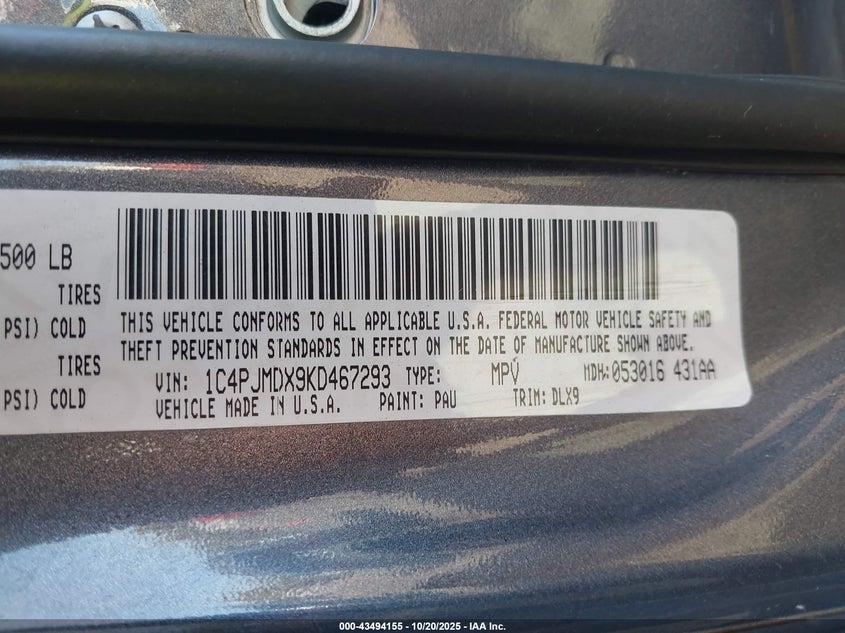 500 LB
TIRES
PSI) COLD
TIRES
PSI) COLD
THIS VEHICLE CONFORMS TO ALL APPLICABLE U.S.A. FEDERAL MOTOR VEHICLE SAFETY AND
THEFT PREVENTION STANDARDS IN EFFECT ON THE DATE OF MANUFACTURE SHOWN ABOVE.
VIN: 1C4PJMDX9KD467293 TYPE: MPV MDH: 053016 431AA
VEHICLE MADE IN U.S.A. PAINT: PAU TRIM: DLX9
000-43494155 - 10/20/2025 - IAA Inc.